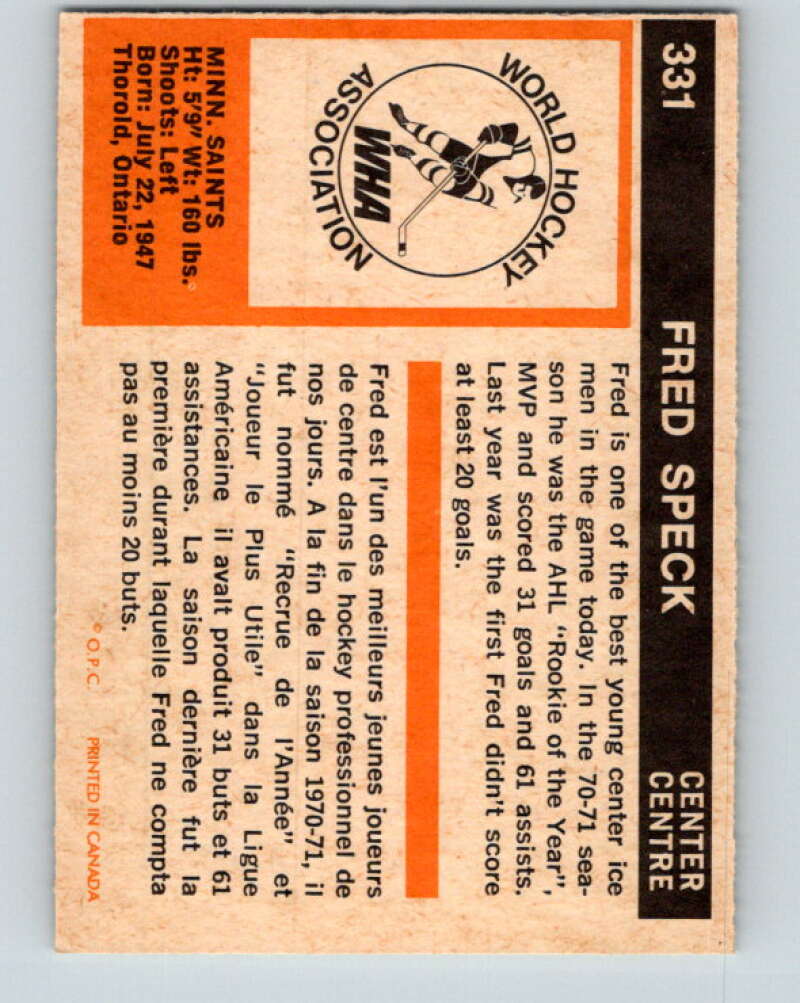 331
FRED SPECK
CENTER
CENTRE
WORLD HOCKEY
ASSOCIATION
WHA
MINN. SAINTS
Ht: 5'9" Wt: 160 lbs.
Shoots: Left
Born: July 22, 1947
Thorold, Ontario
Fred is one of the best young center ice
men in the game today. In the 70-71 sea-
son he was the AHL "Rookie of the Year",
MVP and scored 31 goals and 61 assists.
Last year was the first Fred didn't score
at least 20 goals.
Fred est l'un des meilleurs jeunes joueurs
de centre dans le hockey professionnel de
nos jours. A la fin de la saison 1970-71, il
fut nommé "Recrue de l'Année" et
"Joueur le Plus Utile" dans la Ligue
Américaine il avait produit 31 buts et 61
assistances. La saison dernière fut la
première durant laquelle Fred ne compta
pas au moins 20 buts.
© O.P.C. PRINTED IN CANADA